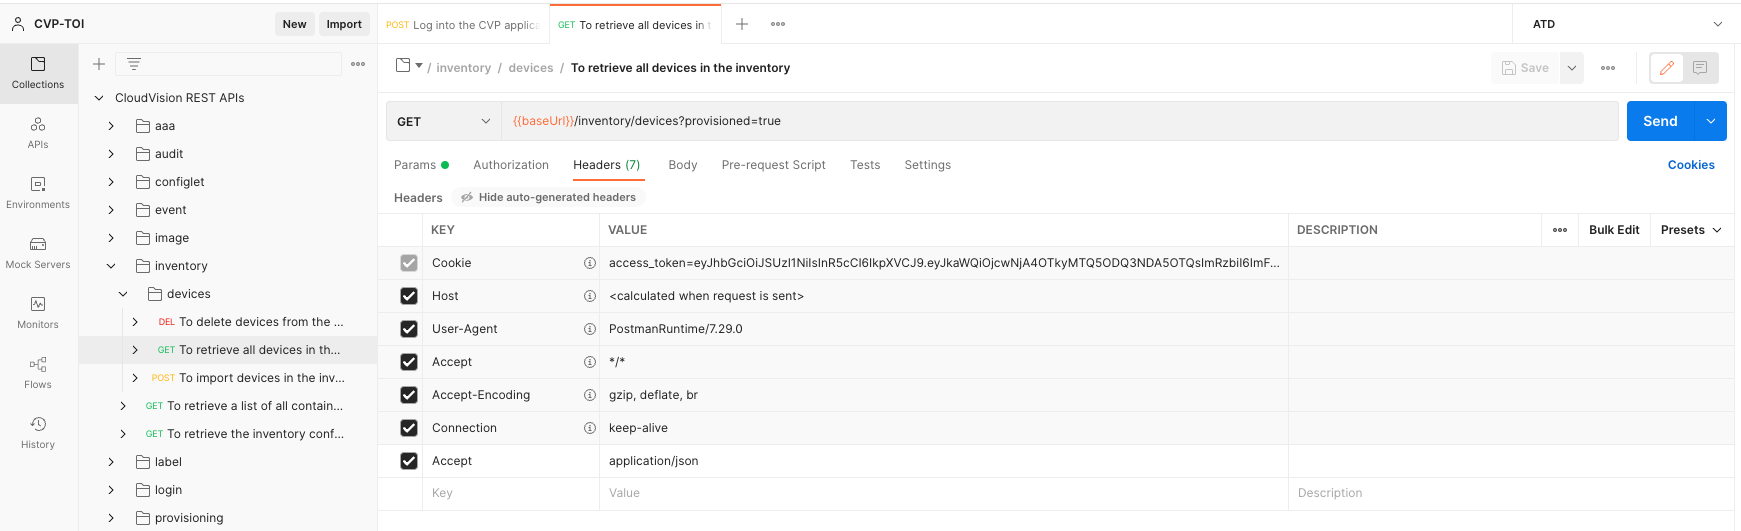 CVP-TOI
New
Import
POST Log into the CVP applica
GET To retrieve all devices in t
ATD
Collections
APIs
Environments
Mock Servers
Monitors
Flows
History
CloudVision REST APIs
aaa
audit
configlet
event
image
inventory
devices
DEL To delete devices from the ...
GET To retrieve all devices in th...
POST To import devices in the inv...
GET To retrieve a list of all contain...
GET To retrieve the inventory conf...
label
login
provisioning
/ inventory / devices / To retrieve all devices in the inventory
Save
GET {{baseUrl}}/inventory/devices?provisioned=true
Send
Params Authorization Headers (7) Body Pre-request Script Tests Settings
Cookies
Headers Hide auto-generated headers
KEY VALUE DESCRIPTION Bulk Edit Presets
Cookie access_token=eyJhbGciOiJSUzI1NiIsInR5cCI6IkpXVCJ9.eyJkaWQiOjcwNjA4OTkyMTQ5ODQ3NDA5OTQsImRzbiI6ImF...
Host <calculated when request is sent>
User-Agent PostmanRuntime/7.29.0
Accept */*
Accept-Encoding gzip, deflate, br
Connection keep-alive
Accept application/json
Key Value Description